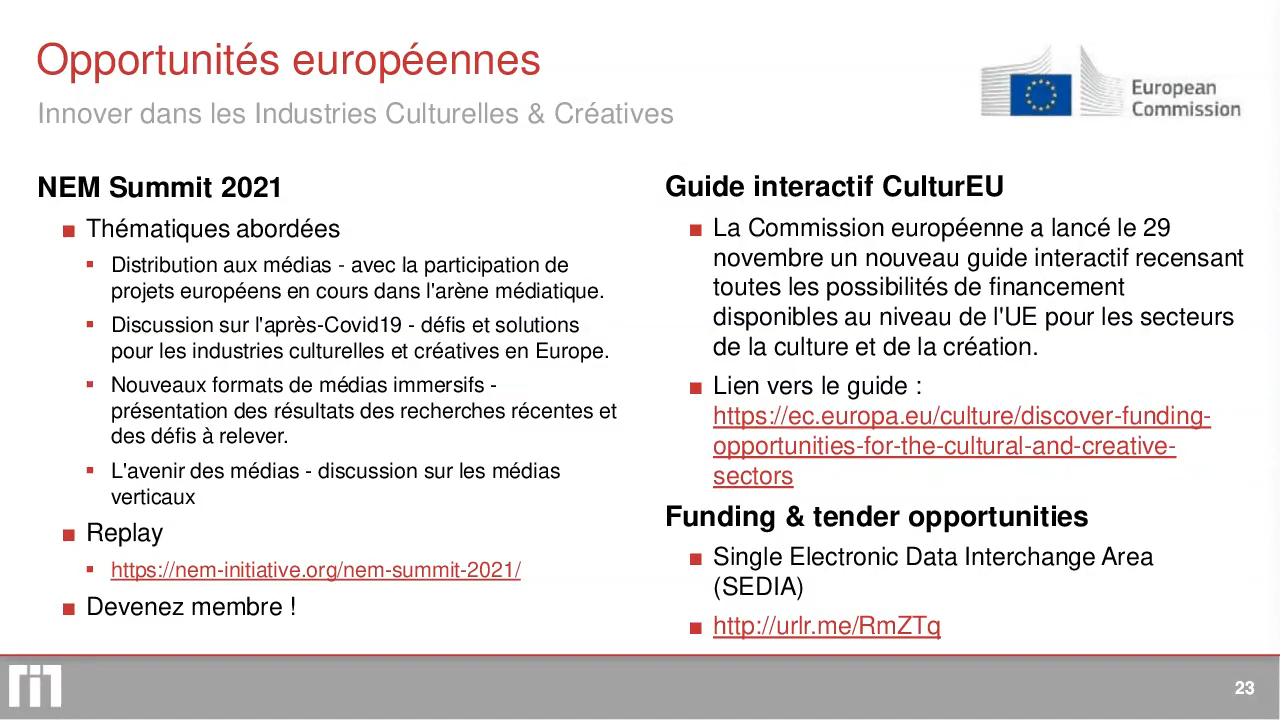 Opportunités européennes
Innover dans les Industries Culturelles & Créatives
European
Commission
NEM Summit 2021
Thématiques abordées
Distribution aux médias - avec la participation de
projets européens en cours dans l'arène médiatique.
Discussion sur l'après-Covid19 - défis et solutions
pour les industries culturelles et créatives en Europe.
Nouveaux formats de médias immersifs -
présentation des résultats des recherches récentes et
des défis à relever.
L'avenir des médias - discussion sur les médias
verticaux
Replay
https://nem-initiative.org/nem-summit-2021/
Devenez membre !
Guide interactif CulturEU
La Commission européenne a lancé le 29
novembre un nouveau guide interactif recensant
toutes les possibilités de financement
disponibles au niveau de l'UE pour les secteurs
de la culture et de la création.
Lien vers le guide :
https://ec.europa.eu/culture/discover-funding-
opportunities-for-the-cultural-and-creative-
sectors
Funding & tender opportunities
Single Electronic Data Interchange Area
(SEDIA)
http://urlr.me/RmZTq
23